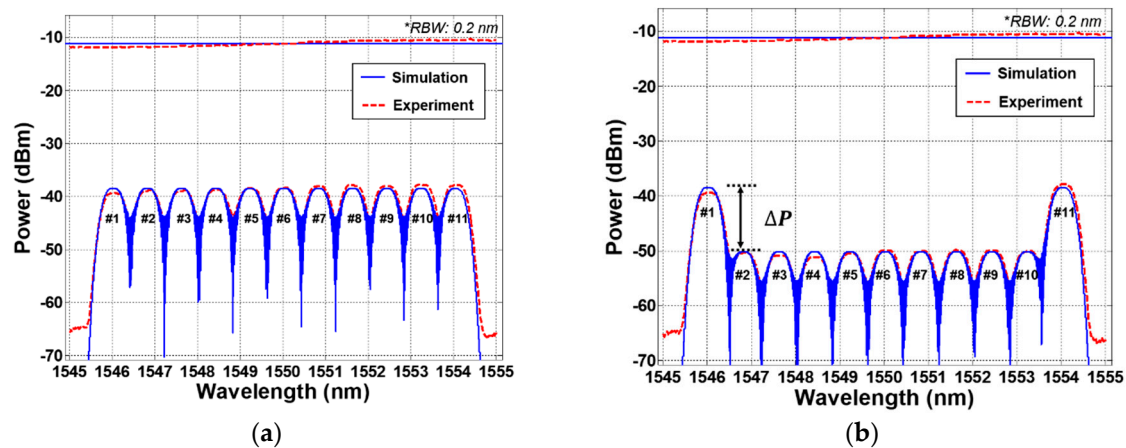 *RBW: 0.2 nm
-10
-20
-30
-40
-50
-60
-70
Power (dBm)
Simulation
Experiment
#1 #2 #3 #4 #5 #6 #7 #8 #9 #10 #11
1545 1546 1547 1548 1549 1550 1551 1552 1553 1554 1555
Wavelength (nm)
(a)
*RBW: 0.2 nm
-10
-20
-30
-40
-50
-60
-70
Power (dBm)
Simulation
Experiment
ΔP
#1 #11
#2 #3 #4 #5 #6 #7 #8 #9 #10
1545 1546 1547 1548 1549 1550 1551 1552 1553 1554 1555
Wavelength (nm)
(b)